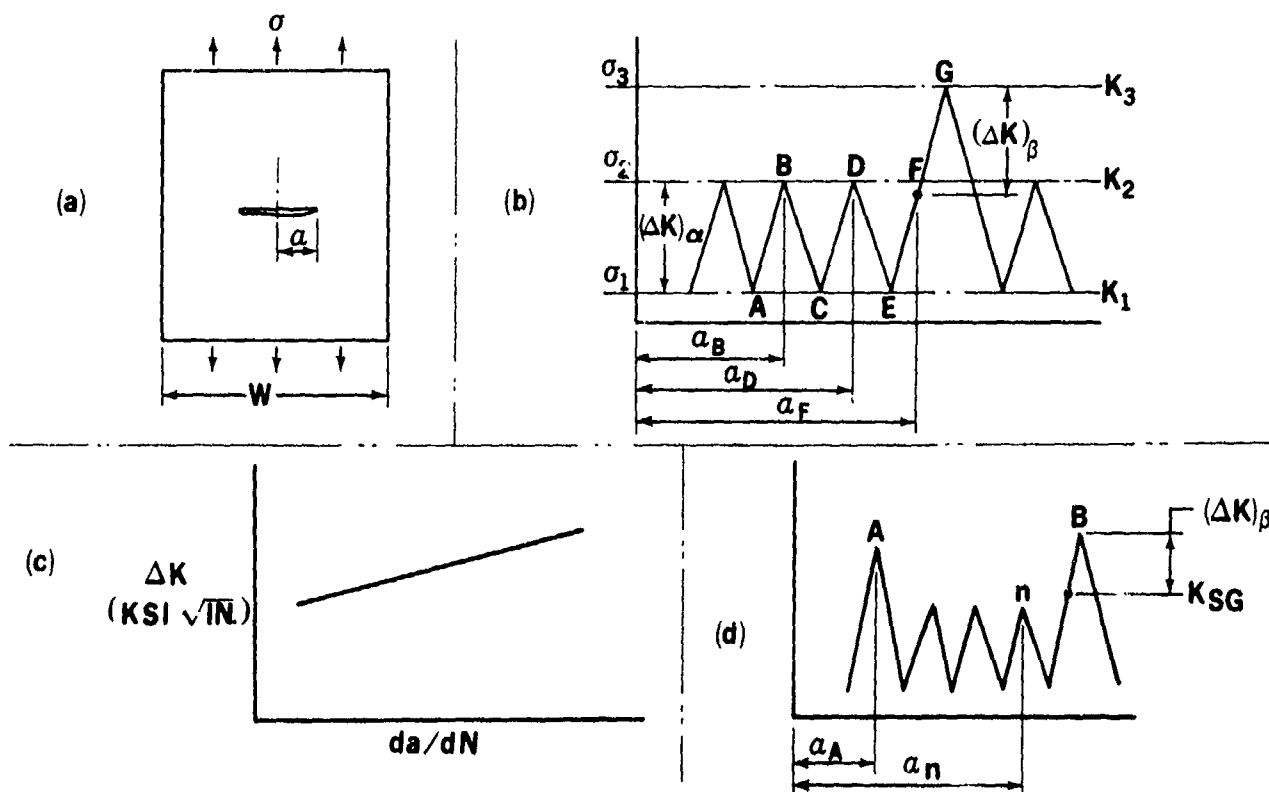 (a)
σ
a
W
(b)
σ3
σ2
σ1
(ΔK)α
A
B
C
D
E
F
G
(ΔK)β
K3
K2
K1
aB
aD
aF
(c)
ΔK
(KSI √IN.)
da/dN
(d)
A
n
B
(ΔK)β
KSG
aA
an